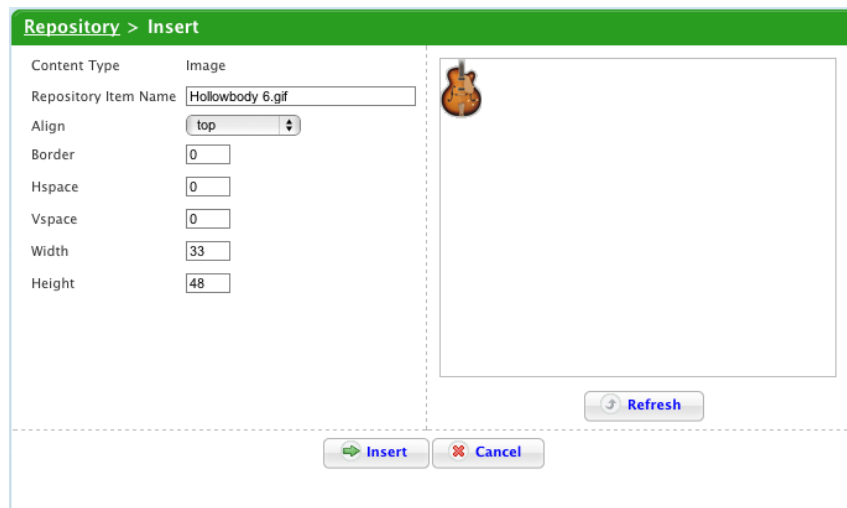 Repository > Insert
Content Type Image
Repository Item Name Hollowbody 6.gif
Align top
Border 0
Hspace 0
Vspace 0
Width 33
Height 48
Refresh
Insert Cancel